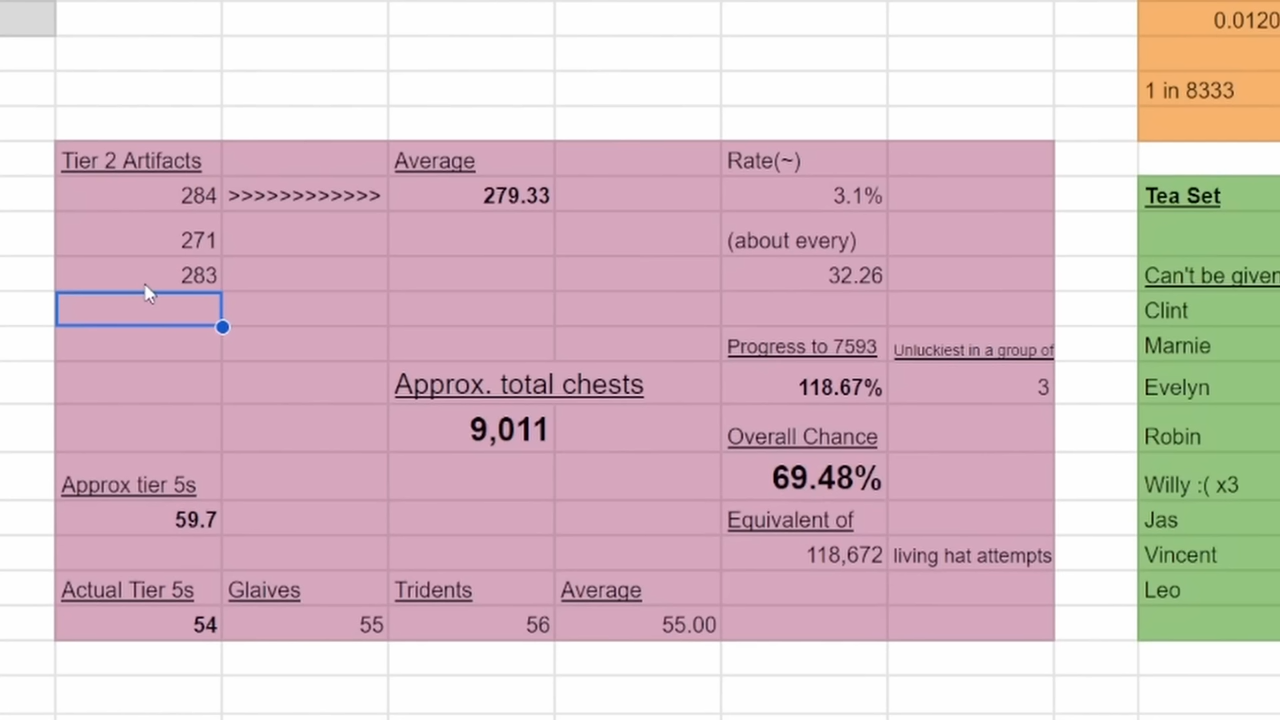 0.0120
1 in 8333
Tier 2 Artifacts Average Rate(~)
284 >>>>>>>>>>>> 279.33 3.1% Tea Set
271 (about every)
283 32.26 Can't be given
Clint
Progress to 7593 Unluckiest in a group of Marnie
Approx. total chests 118.67% 3 Evelyn
9,011 Overall Chance Robin
Approx tier 5s 69.48% Willy :( x3
59.7 Equivalent of Jas
118,672 living hat attempts Vincent
Actual Tier 5s Glaives Tridents Average Leo
54 55 56 55.00